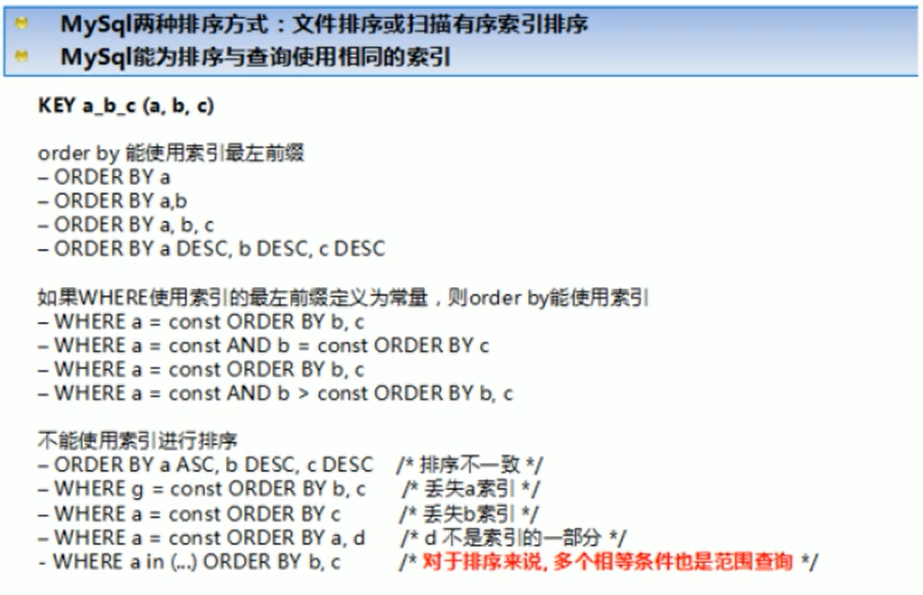 MySql两种排序方式：文件排序或扫描有序索引排序
MySql能为排序与查询使用相同的索引
KEY a_b_c (a, b, c)
order by 能使用索引最左前缀
– ORDER BY a
– ORDER BY a,b
– ORDER BY a, b, c
– ORDER BY a DESC, b DESC, c DESC
如果WHERE使用索引的最左前缀定义为常量，则order by能使用索引
– WHERE a = const ORDER BY b, c
– WHERE a = const AND b = const ORDER BY c
– WHERE a = const ORDER BY b, c
– WHERE a = const AND b > const ORDER BY b, c
不能使用索引进行排序
– ORDER BY a ASC, b DESC, c DESC /* 排序不一致 */
– WHERE g = const ORDER BY b, c /* 丢失a索引 */
– WHERE a = const ORDER BY c /* 丢失b索引 */
– WHERE a = const ORDER BY a, d /* d 不是索引的一部分 */
- WHERE a in (...) ORDER BY b, c /* 对于排序来说, 多个相等条件也是范围查询 */